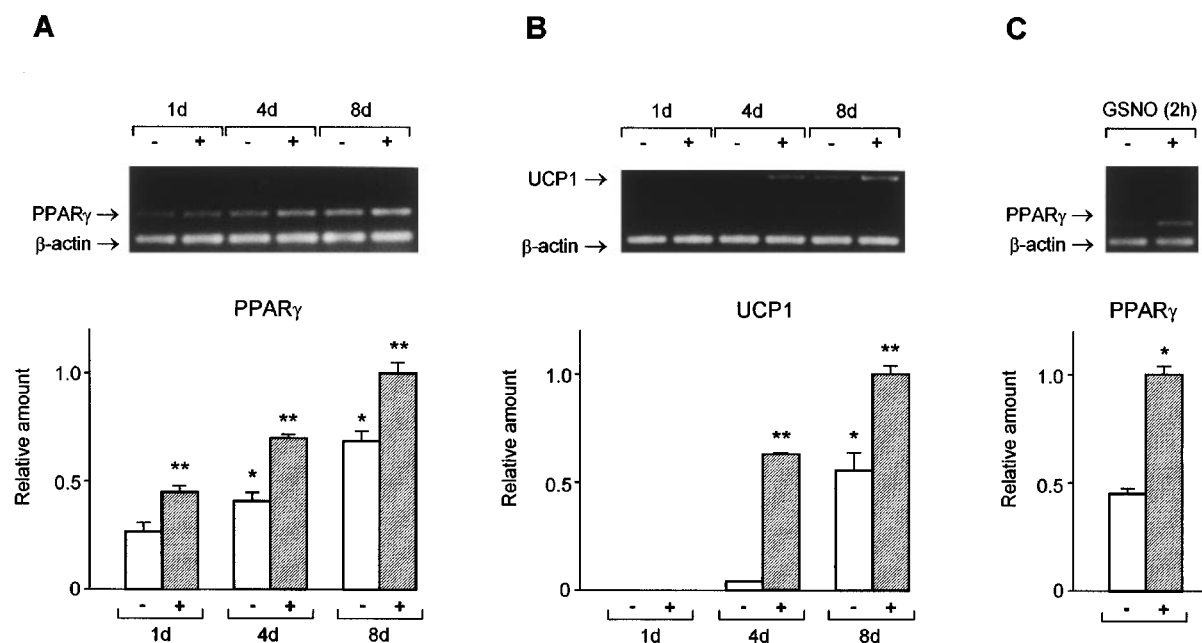 A
1d 4d 8d
- + - + - +
PPARγ →
β-actin →
PPARγ
Relative amount
1.0
0.5
0
** * ** * **
- + - + - +
1d 4d 8d
B
1d 4d 8d
- + - + - +
UCP1 →
β-actin →
UCP1
Relative amount
1.0
0.5
0
** * **
- + - + - +
1d 4d 8d
C
GSNO (2h)
- +
PPARγ →
β-actin →
PPARγ
Relative amount
1.0
0.5
0
*
- +